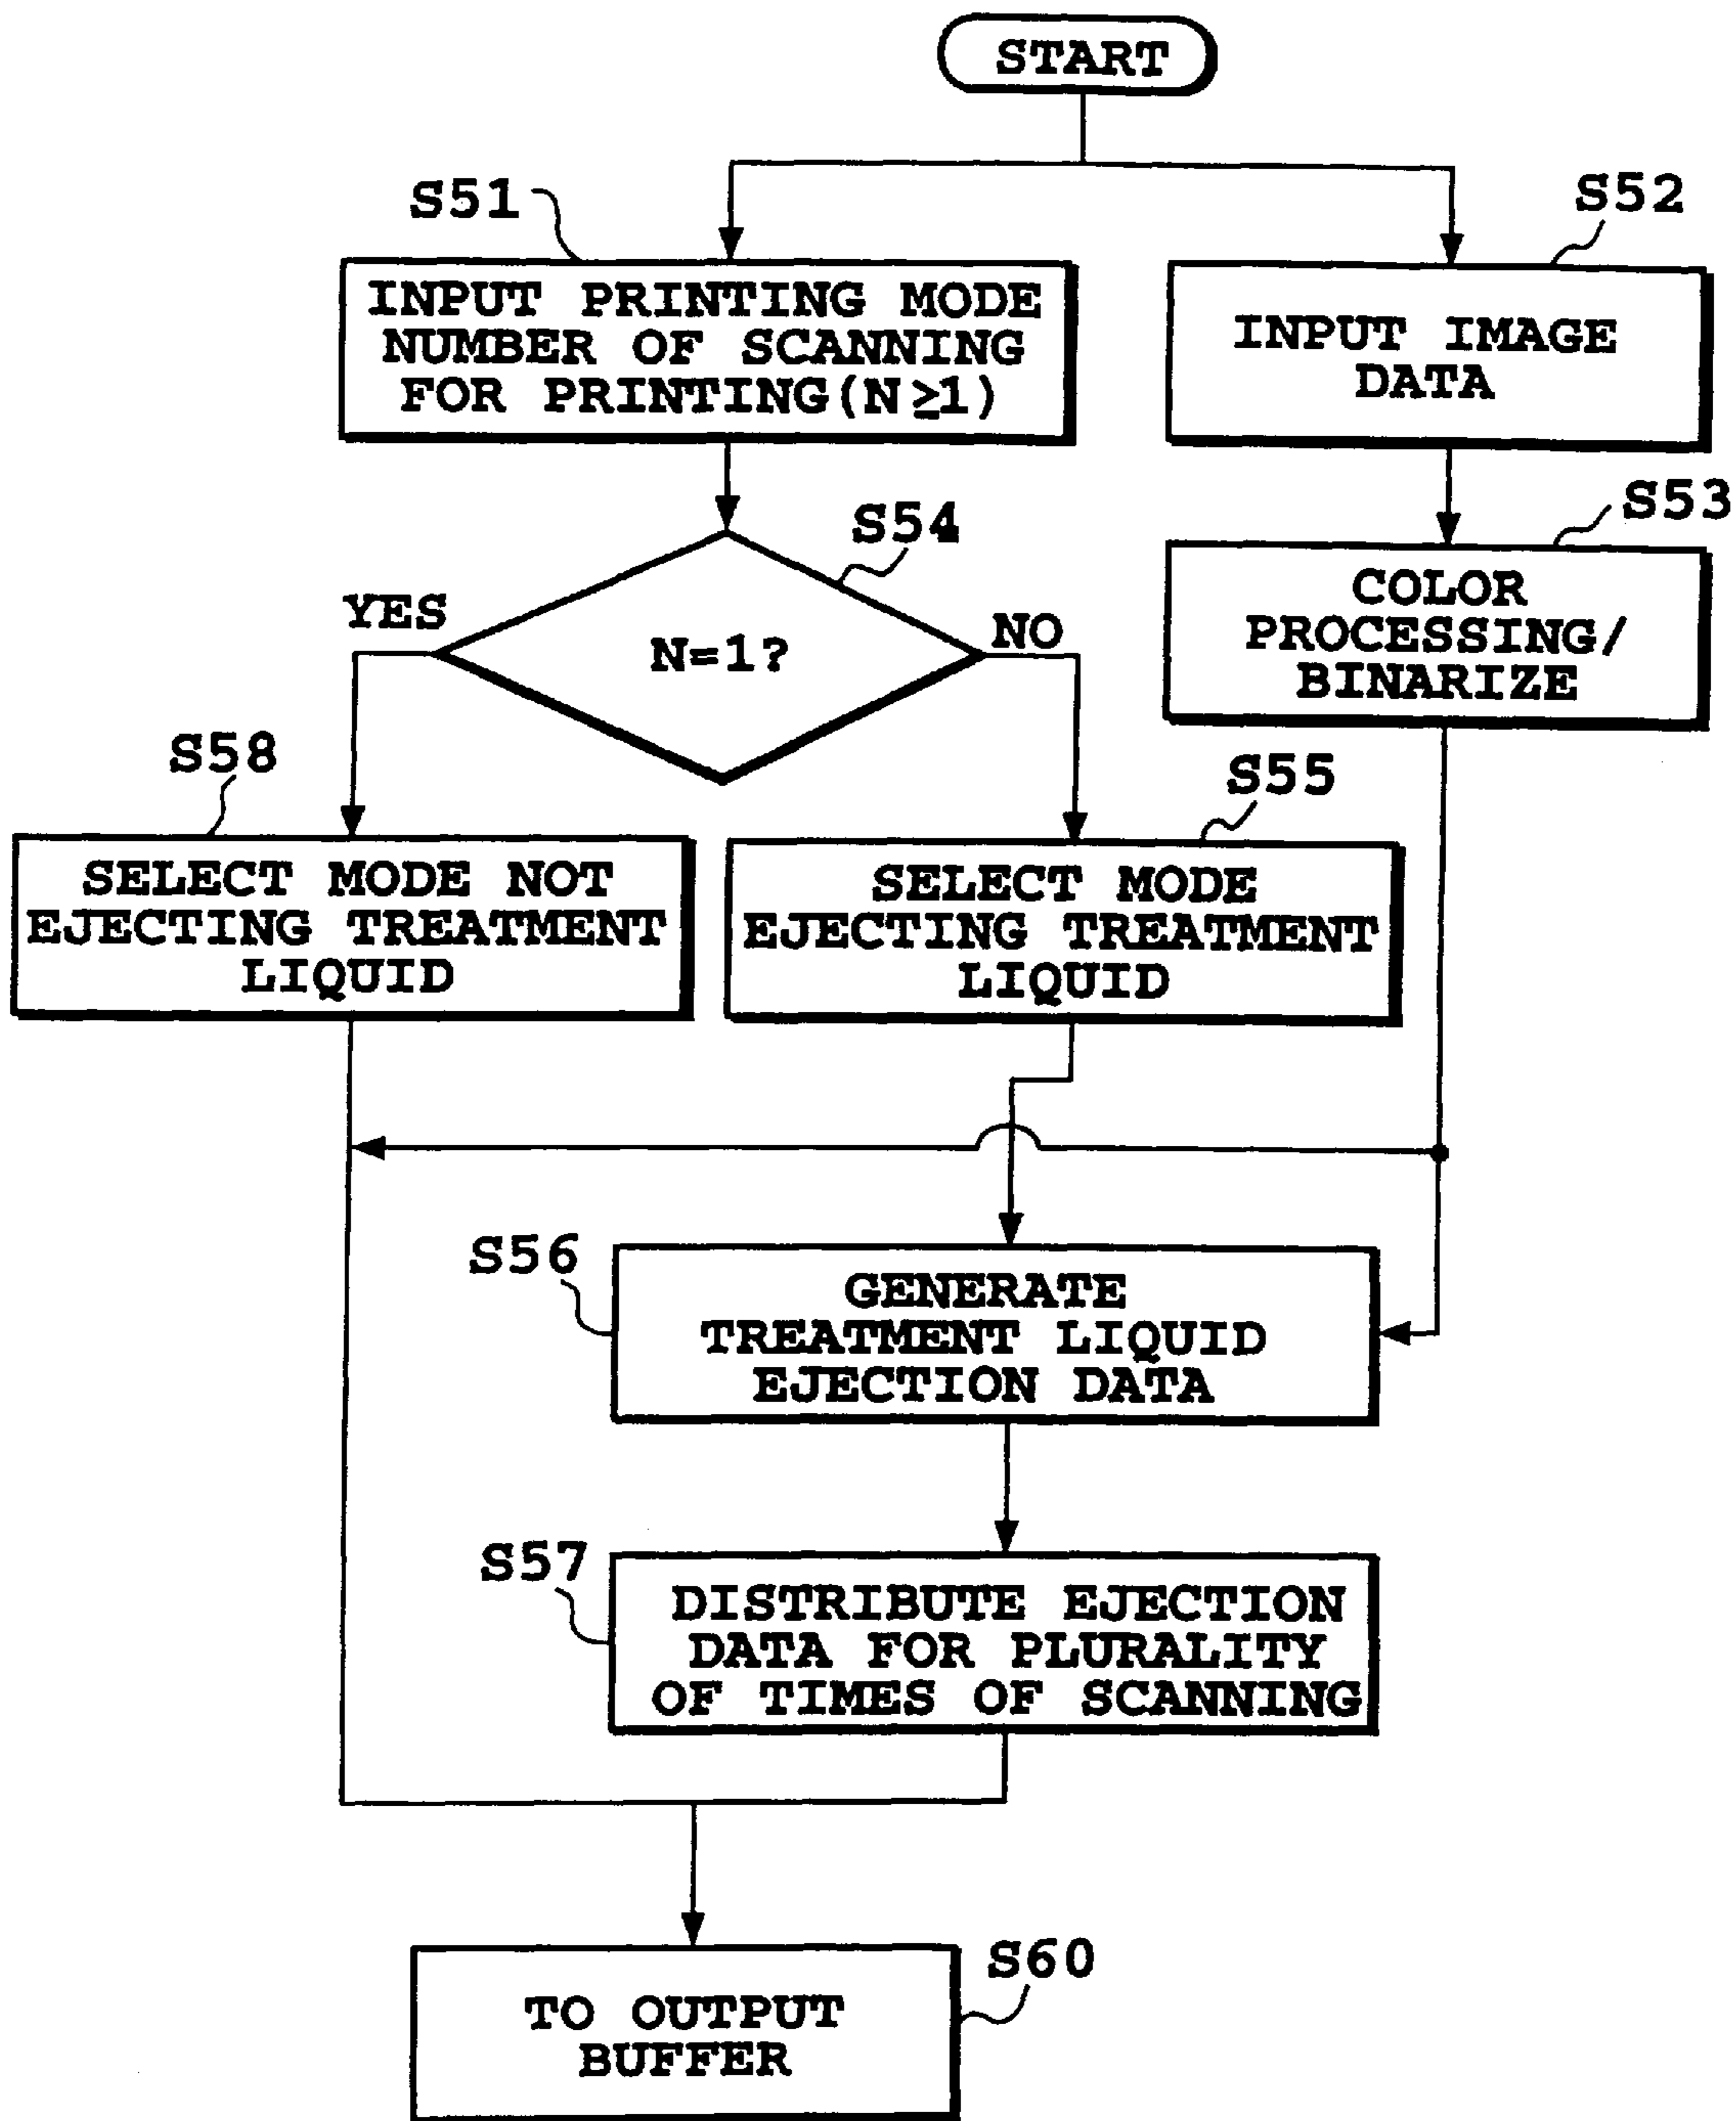 START
S51
INPUT PRINTING MODE
NUMBER OF SCANNING
FOR PRINTING(N≥1)
S52
INPUT IMAGE
DATA
S53
COLOR
PROCESSING/
BINARIZE
S54
N=1?
YES
NO
S58
SELECT MODE NOT
EJECTING TREATMENT
LIQUID
S55
SELECT MODE
EJECTING TREATMENT
LIQUID
S56
GENERATE
TREATMENT LIQUID
EJECTION DATA
S57
DISTRIBUTE EJECTION
DATA FOR PLURALITY
OF TIMES OF SCANNING
S60
TO OUTPUT
BUFFER